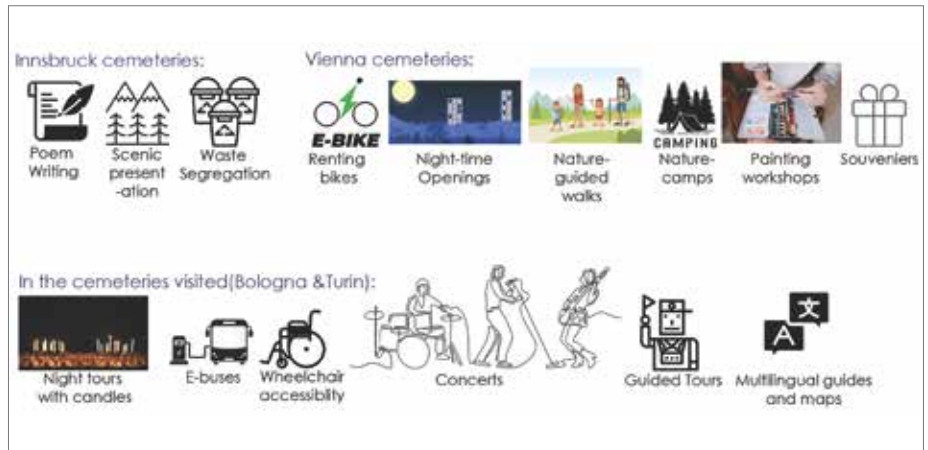 Innsbruck cemeteries:
Vienna cemeteries:
E-BIKE
CAMPING
Poem
Writing
Scenic
present
-ation
Waste
Segregation
Renting
bikes
Night-time
Openings
Nature-
guided
walks
Nature-
camps
Painting
workshops
Souveniers
In the cemeteries visited(Bologna &Turin):
文
A
Night tours
with candles
E-buses
Wheelchair
accessiblity
Concerts
Guided Tours
Multilingual guides
and maps